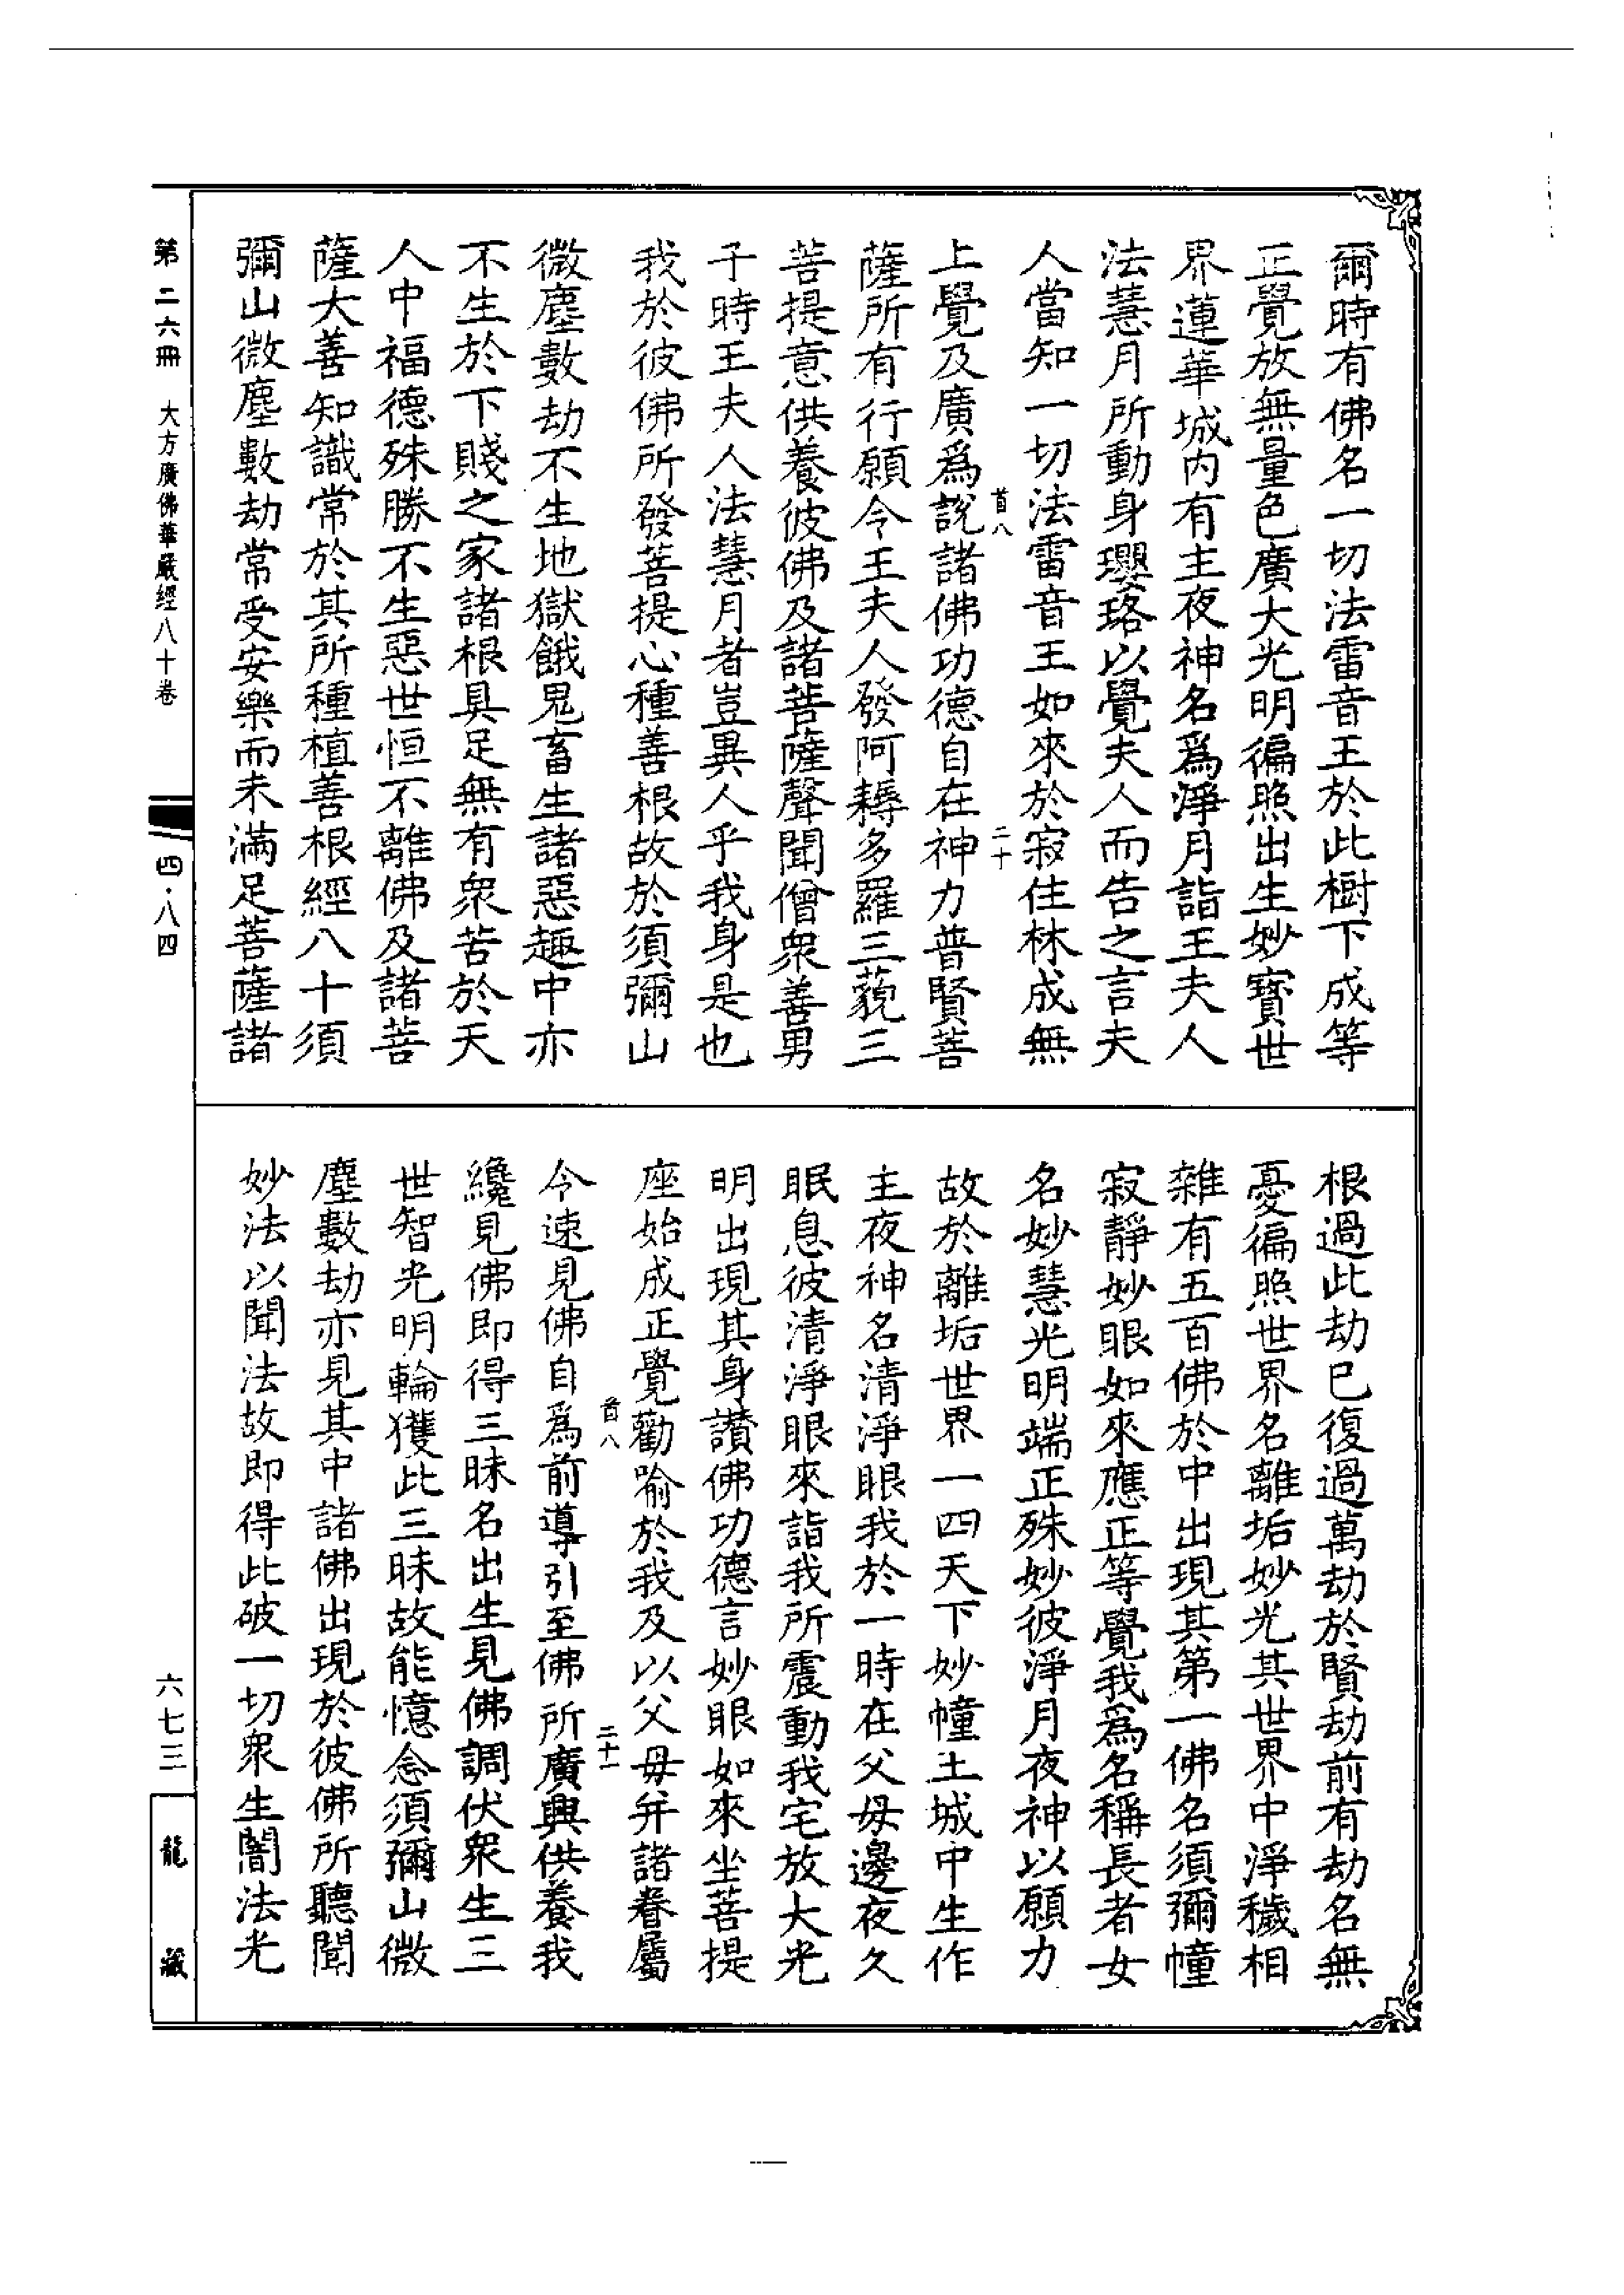 爾時有佛名一切法雷音王於此樹下成等
正覺放無量色廣大光明徧照出生妙寳世
界蓮華城内有主夜神名爲淨月詣王夫人
法慧月所動身瓔珞以覺夫人而告之言夫
人當知一切法雷音王如來於寂住林成無
首八 二十
上覺及廣爲説諸佛功德自在神力普賢菩
薩所有行願令王夫人發阿耨多羅三藐三
菩提意供養彼佛及諸菩薩聲聞僧衆善男
子時王夫人法慧月者豈異人乎我身是也
我於彼佛所發菩提心種善根故於須彌山
微塵數劫不生地獄餓鬼畜生諸惡趣中亦
不生於下賤之家諸根具足無有衆苦於天
人中福德殊勝不生惡世恒不離佛及諸菩
薩大善知識常於其所種植善根經八十須
彌山微塵數劫常受安樂而未滿足菩薩諸
根過此劫已復過萬劫於賢劫前有劫名無
憂徧照世界名離垢妙光其世界中淨穢相
雜有五百佛於中出現其第一佛名須彌幢
寂靜妙眼如來應正等覺我爲名稱長者女
名妙慧光明端正殊妙彼淨月夜神以願力
故於離垢世界一四天下妙幢王城中生作
主夜神名清淨眼我於一時在父母邊夜久
眠息彼清淨眼來詣我所震動我宅放大光
明出現其身讃佛功德言妙眼如來坐菩提
座始成正覺勸喻於我及以父母并諸眷屬
首八 二十一
令速見佛自爲前導引至佛所廣興供養我
纔見佛即得三昧名出生見佛調伏衆生三
世智光明輪獲此三昧故能憶念須彌山微
塵數劫亦見其中諸佛出現於彼佛所聽聞
妙法以聞法故即得此破一切衆生闇法光
第二六冊 大方廣佛華嚴經八十卷
四·八四
六七三
龍藏